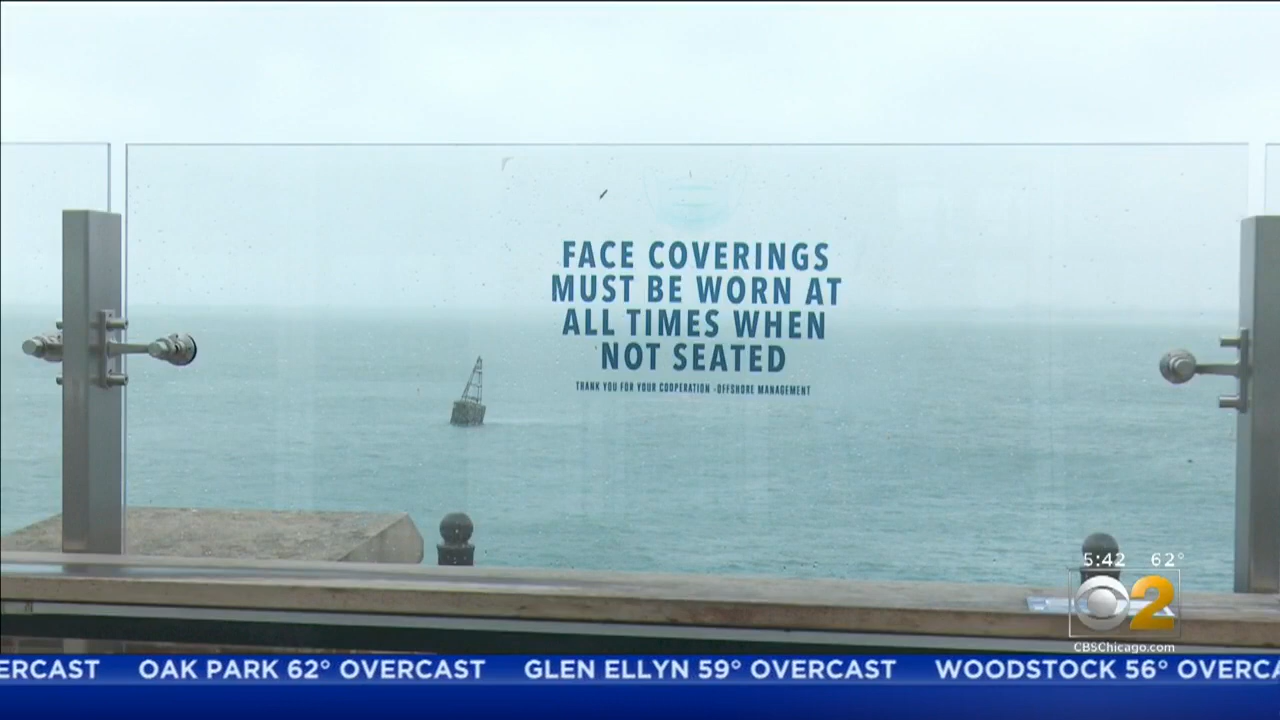 FACE COVERINGS
MUST BE WORN AT
ALL TIMES WHEN
NOT SEATED
THANK YOU FOR YOUR COOPERATION -OFFSHORE MANAGEMENT
5:42 62°
2
CBSChicago.com
ERCAST OAK PARK 62° OVERCAST GLEN ELLYN 59° OVERCAST WOODSTOCK 56° OVERCA